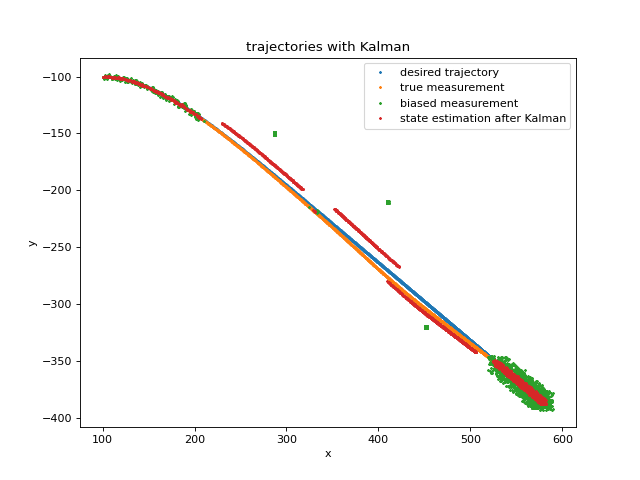 trajectories with Kalman
desired trajectory
true measurement
biased measurement
state estimation after Kalman
−100
−150
−200
−250
−300
−350
−400
y
100
200
300
400
500
600
x